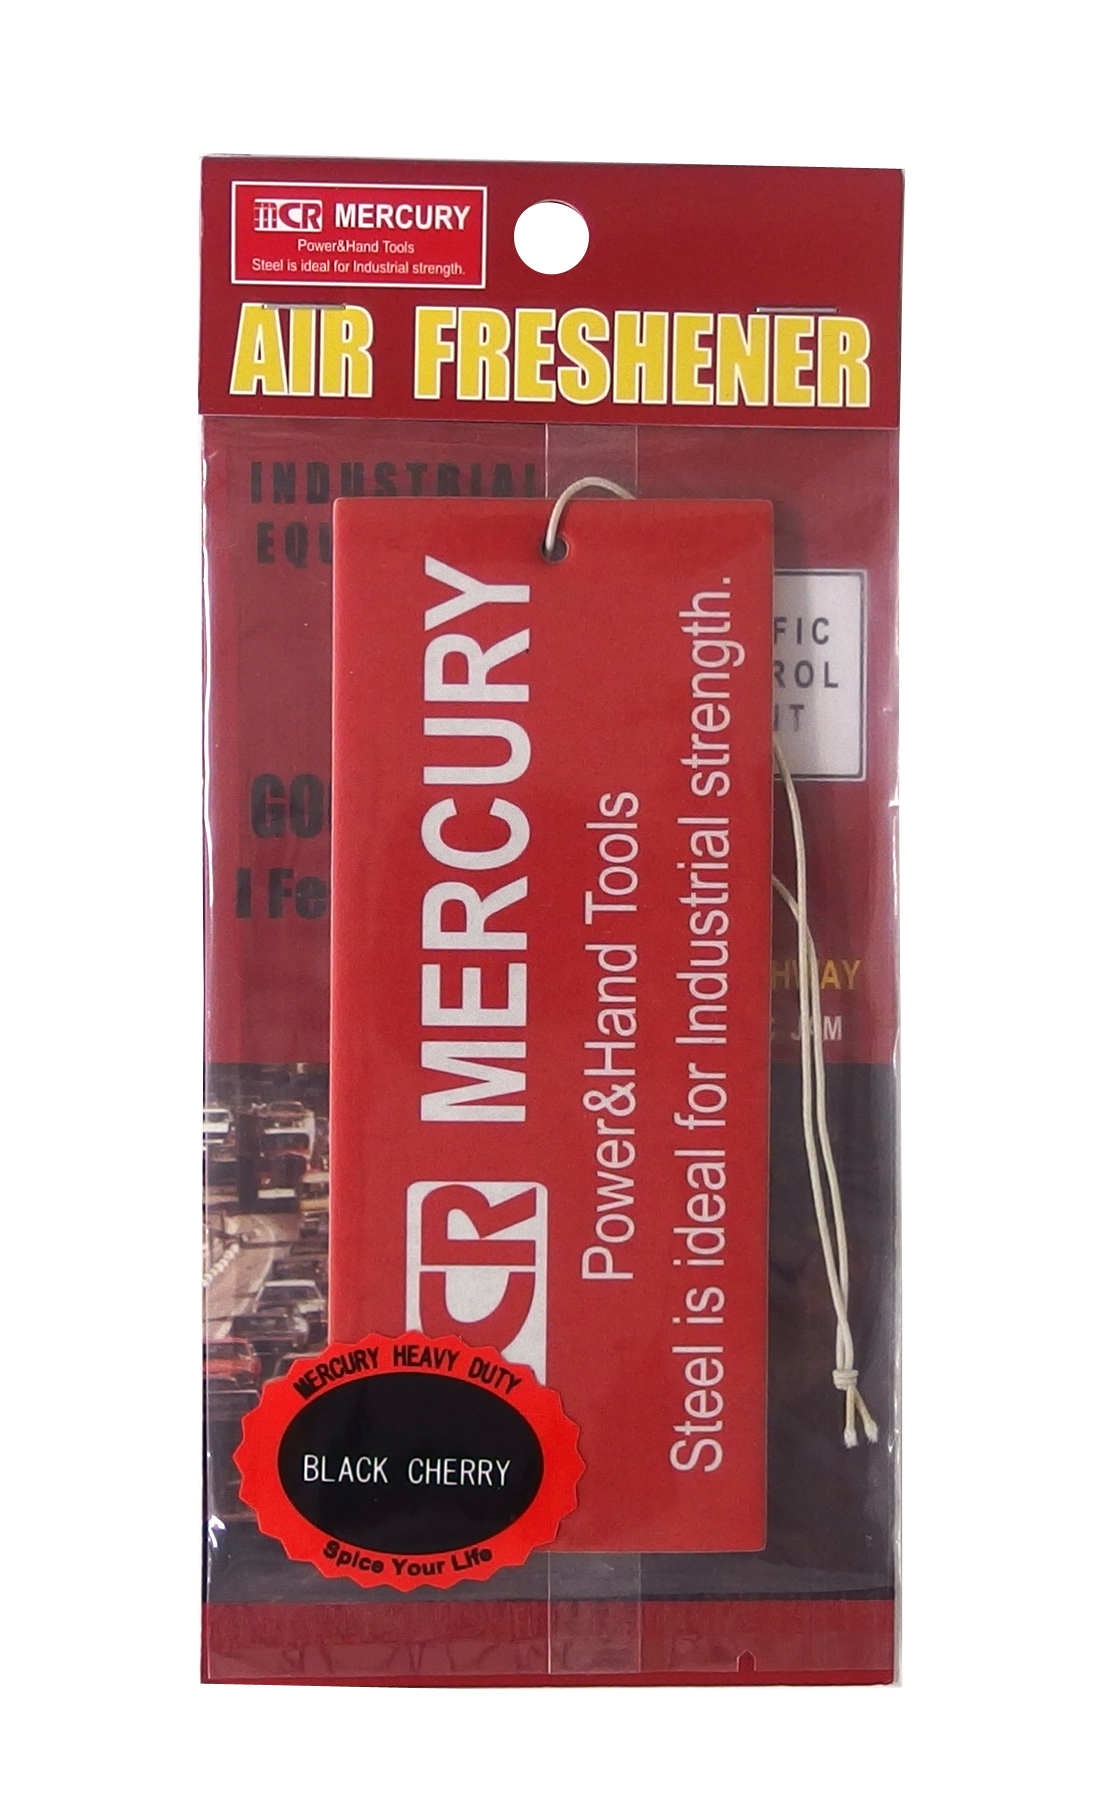 MCR MERCURY
Power&Hand Tools
Steel is ideal for Industrial strength.
AIR FRESHENER
INDUSTRIAL
MERCURY
Power&Hand Tools
Steel is ideal for Industrial strength.
MERCURY HEAVY DUTY
BLACK CHERRY
Spice Your Life